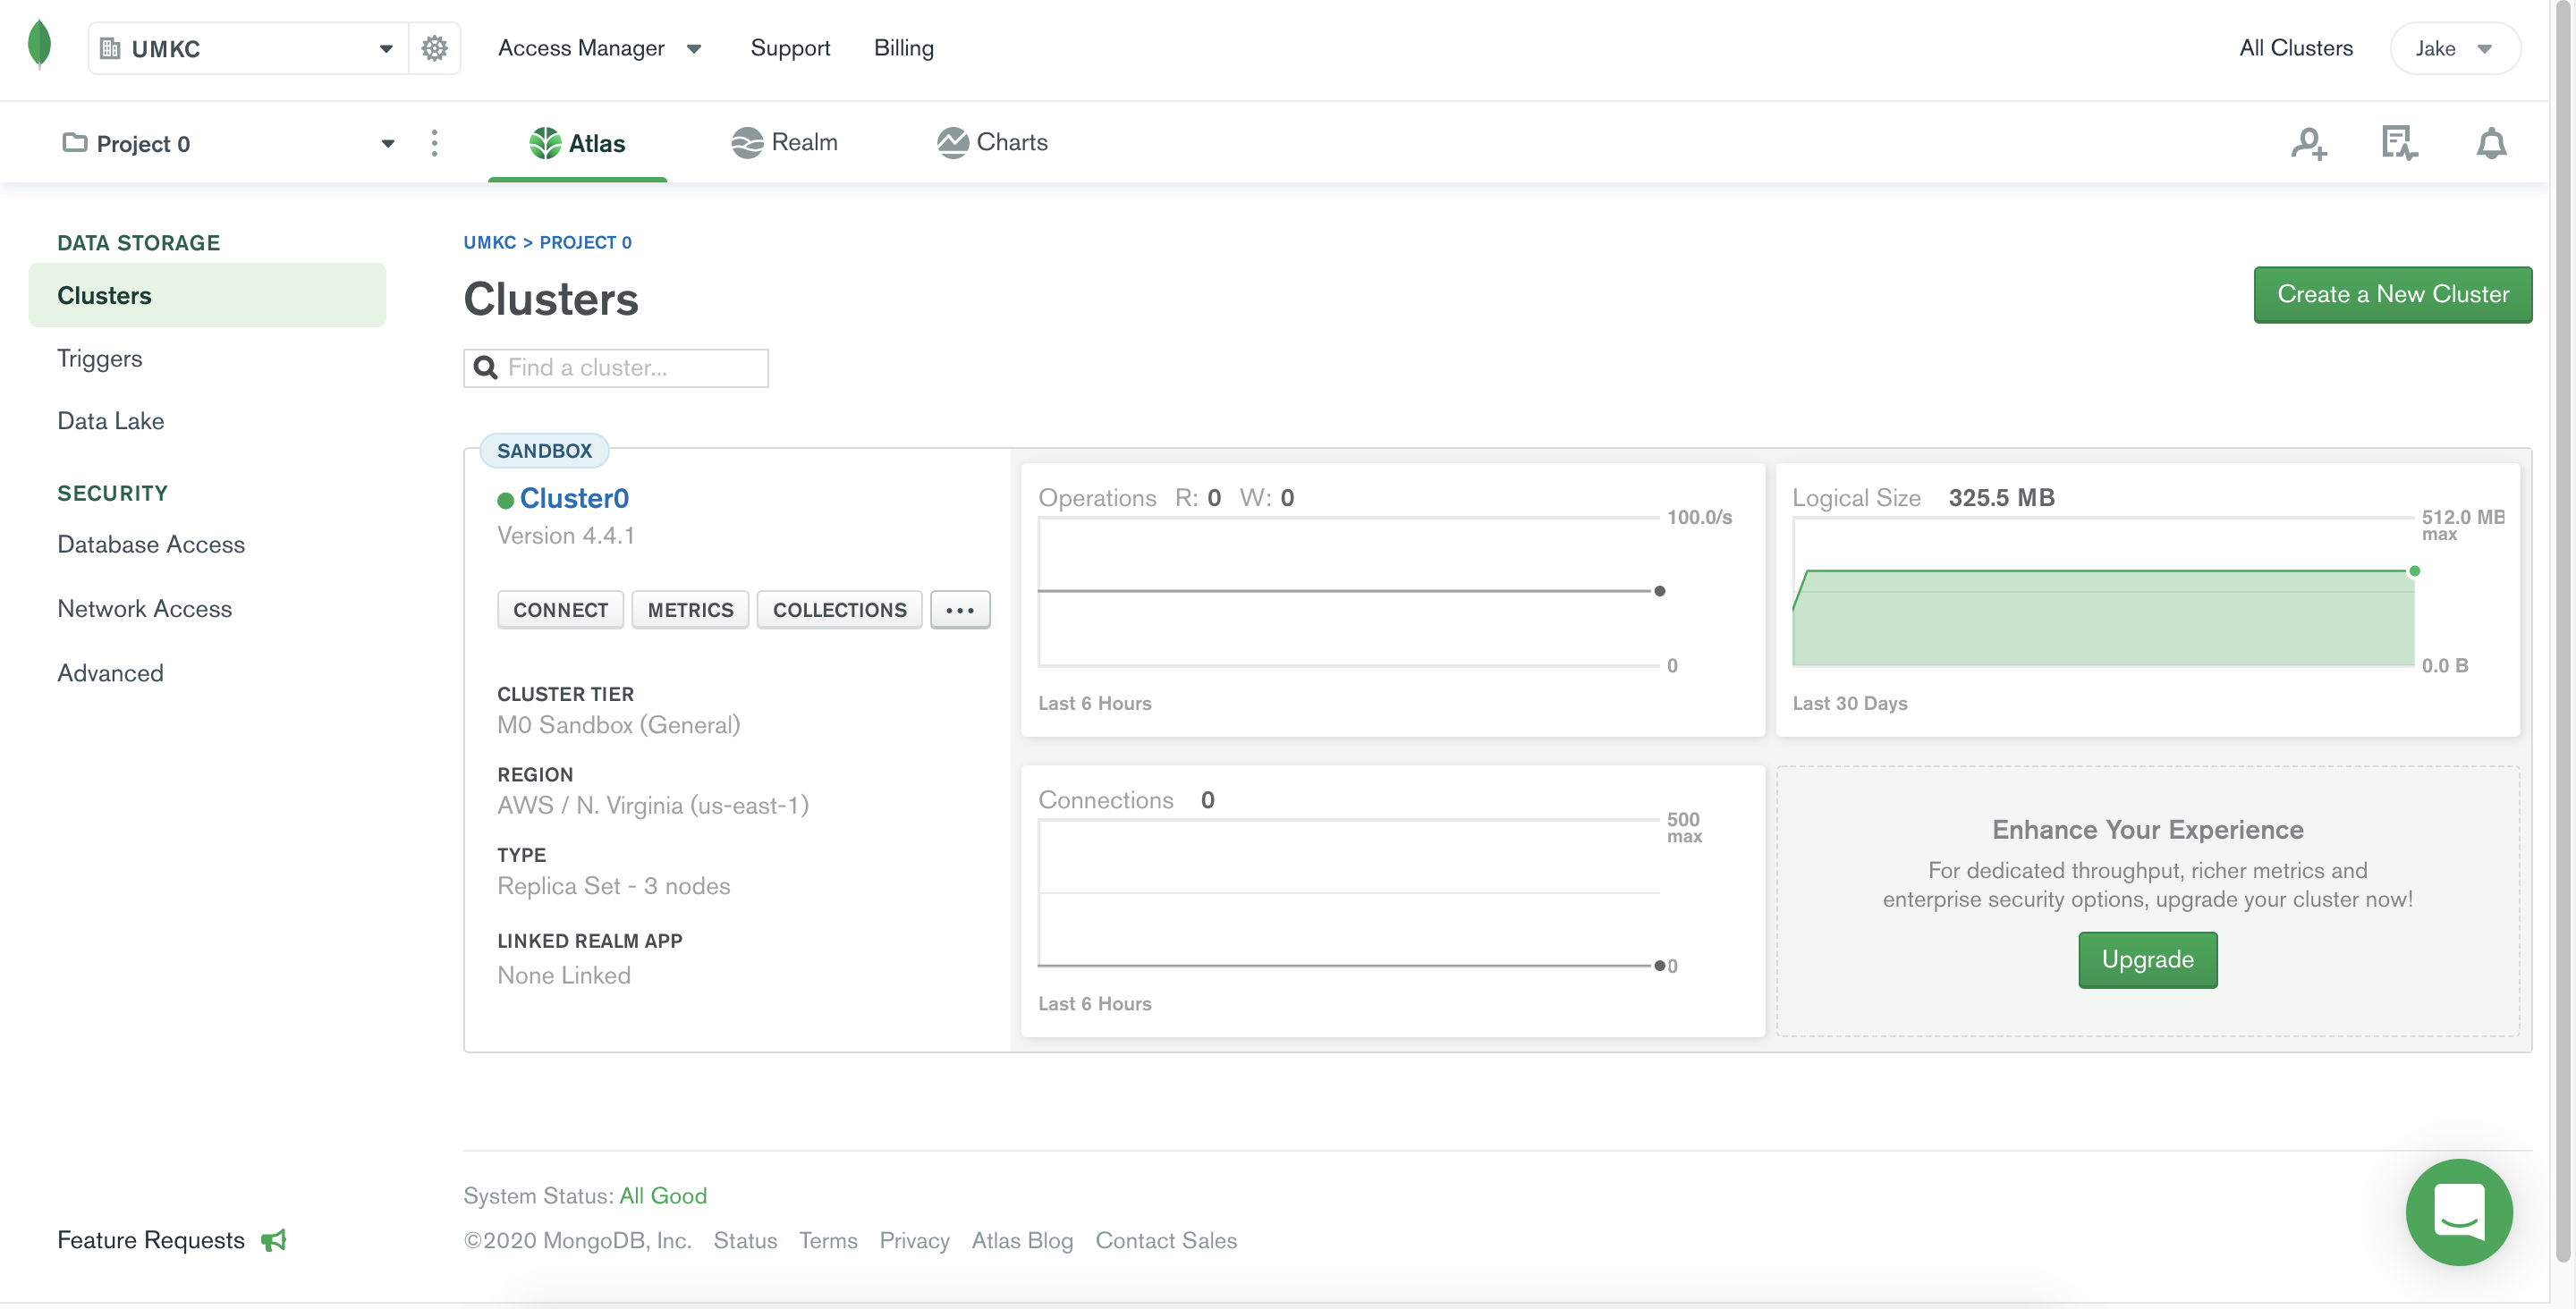 UMKC
Access Manager
Support
Billing
All Clusters
Jake
Project 0
Atlas
Realm
Charts
DATA STORAGE
Clusters
Triggers
Data Lake
SECURITY
Database Access
Network Access
Advanced
Feature Requests
UMKC > PROJECT 0
Clusters
Create a New Cluster
Find a cluster...
SANDBOX
Cluster0
Version 4.4.1
CONNECT
METRICS
COLLECTIONS
...
CLUSTER TIER
M0 Sandbox (General)
REGION
AWS / N. Virginia (us-east-1)
TYPE
Replica Set - 3 nodes
LINKED REALM APP
None Linked
Operations R: 0 W: 0
100.0/s
0
Last 6 Hours
Logical Size 325.5 MB
512.0 MB
max
0.0 B
Last 30 Days
Connections 0
500
max
0
Last 6 Hours
Enhance Your Experience
For dedicated throughput, richer metrics and
enterprise security options, upgrade your cluster now!
Upgrade
System Status: All Good
©2020 MongoDB, Inc. Status Terms Privacy Atlas Blog Contact Sales